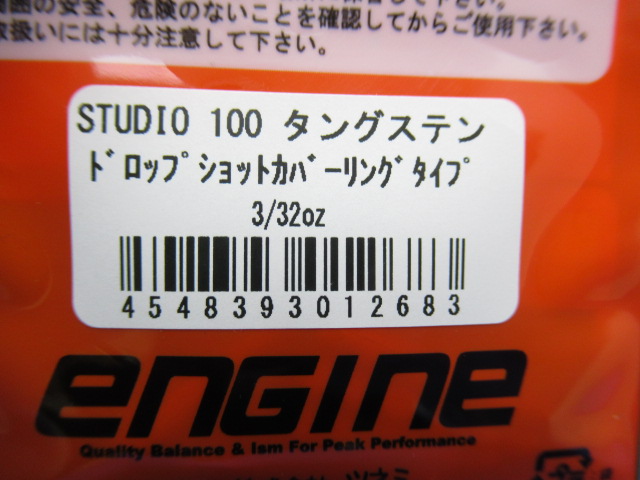 の安全、危険のないことを確認してからご使用下さい。
取扱いには十分注意して下さい。
STUDIO 100 タングステン
ﾄﾞﾛｯﾌﾟｼｮｯﾄｶﾊﾞｰﾘﾝｸﾞﾀｲﾌﾟ
3/32oz
4548393012683
engine
Quality Balance & Ism For Peak Performance